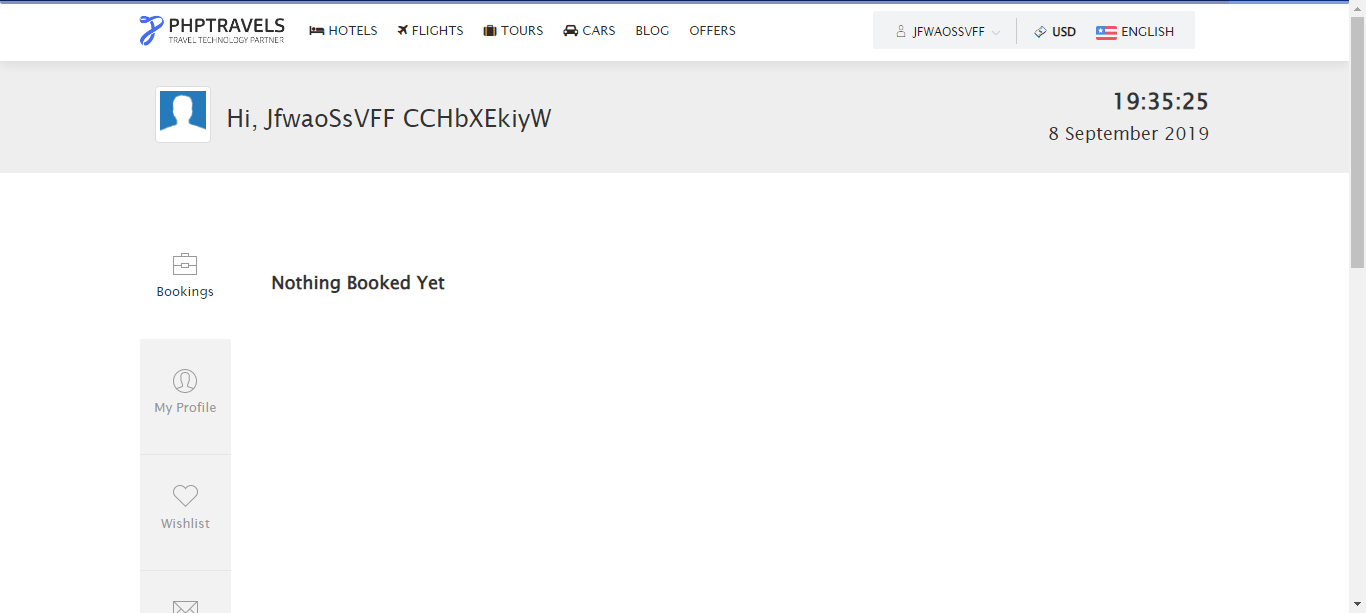 PHPTRAVELS
TRAVEL TECHNOLOGY PARTNER
HOTELS FLIGHTS TOURS CARS BLOG OFFERS
JFWAOSSVFF USD ENGLISH
Hi, JfwaoSsVFF CCHbXEkiyW
19:35:25
8 September 2019
Bookings
Nothing Booked Yet
My Profile
Wishlist